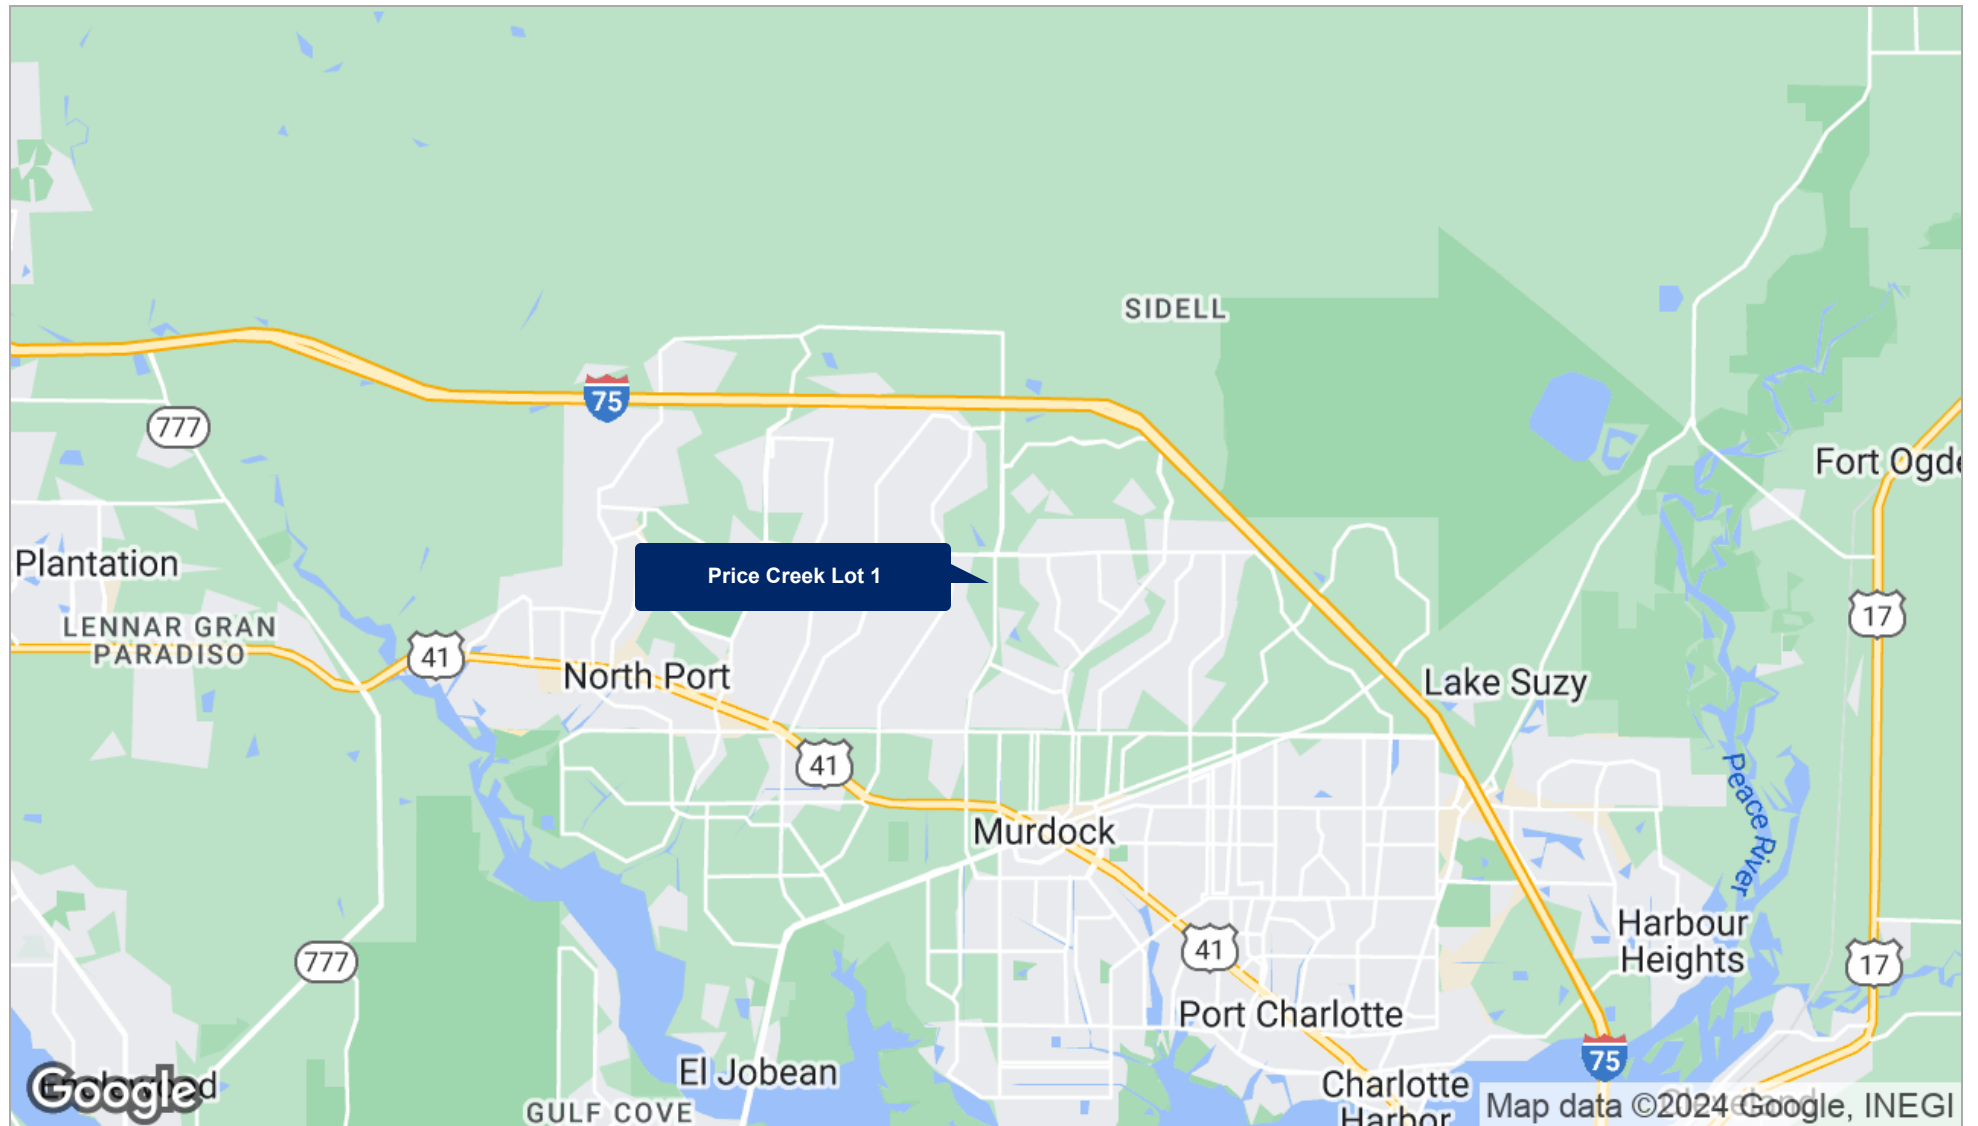 SIDELL
75
777
Fort Ogde
Plantation
Price Creek Lot 1
17
LENNAR GRAN
PARADISO
41
North Port
Lake Suzy
41
Peace River
Murdock
Harbour
Heights
777
41
17
Port Charlotte
75
El Jobean
Charlotte
Harbor
Google
GULF COVE
Map data ©2024 Google, INEGI